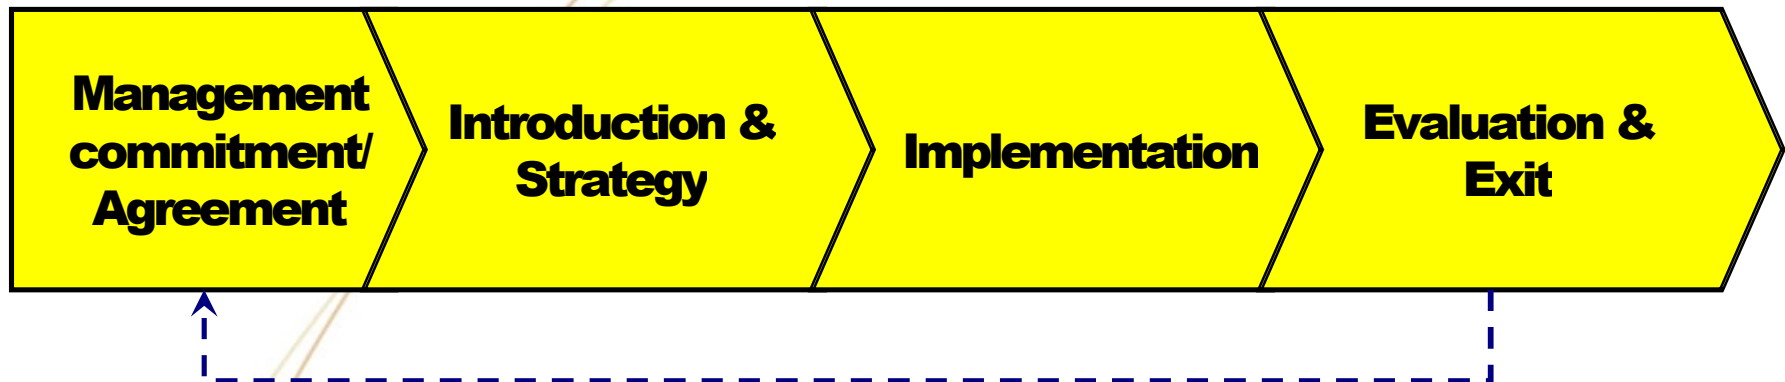 Management
commitment/
Agreement
Introduction &
Strategy
Implementation
Evaluation &
Exit